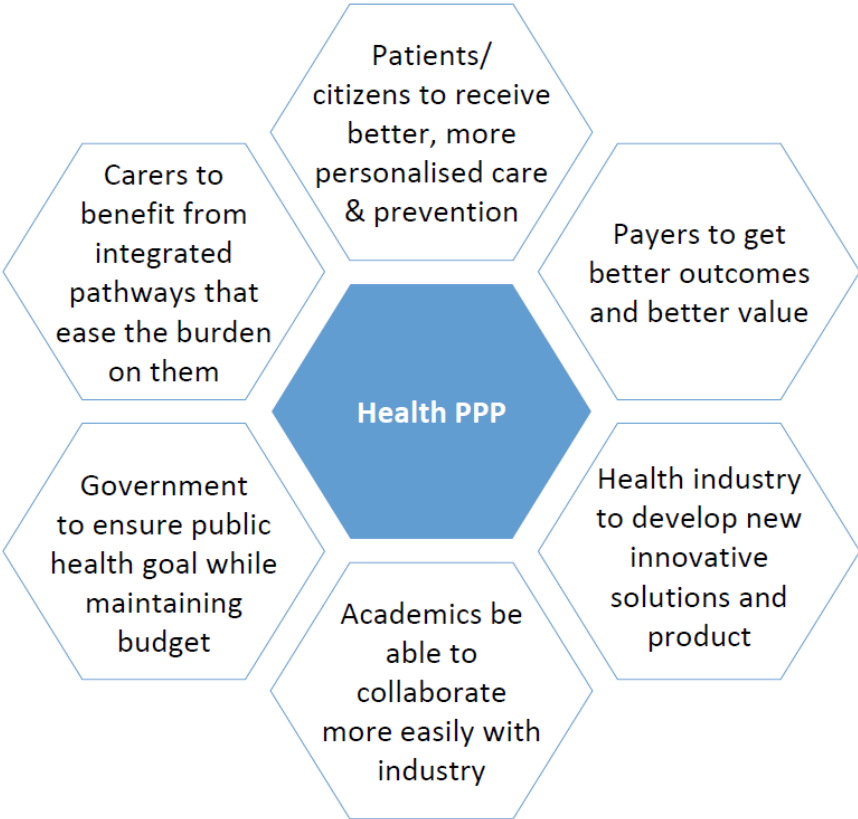 Patients/
citizens to receive
better, more
personalised care
& prevention
Payers to get
better outcomes
and better value
Health industry
to develop new
innovative
solutions and
product
Academics be
able to
collaborate
more easily with
industry
Government
to ensure public
health goal while
maintaining
budget
Carers to
benefit from
integrated
pathways that
ease the burden
on them
Health PPP